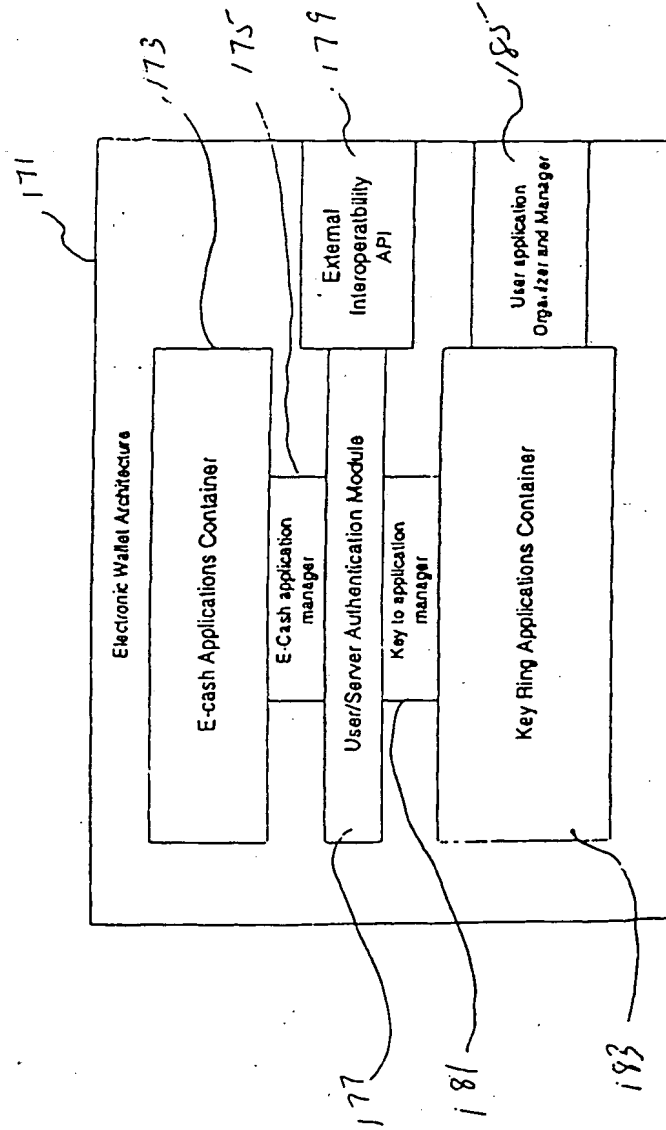 171
Electronic Wallet Architecture
173
E-cash Applications Container
175
E-Cash application
manager
179
External
Interoperatbility
API
177
User/Server Authentication Module
181
Key to application
manager
185
User application
Organizer and Manager
183
Key Ring Applications Container